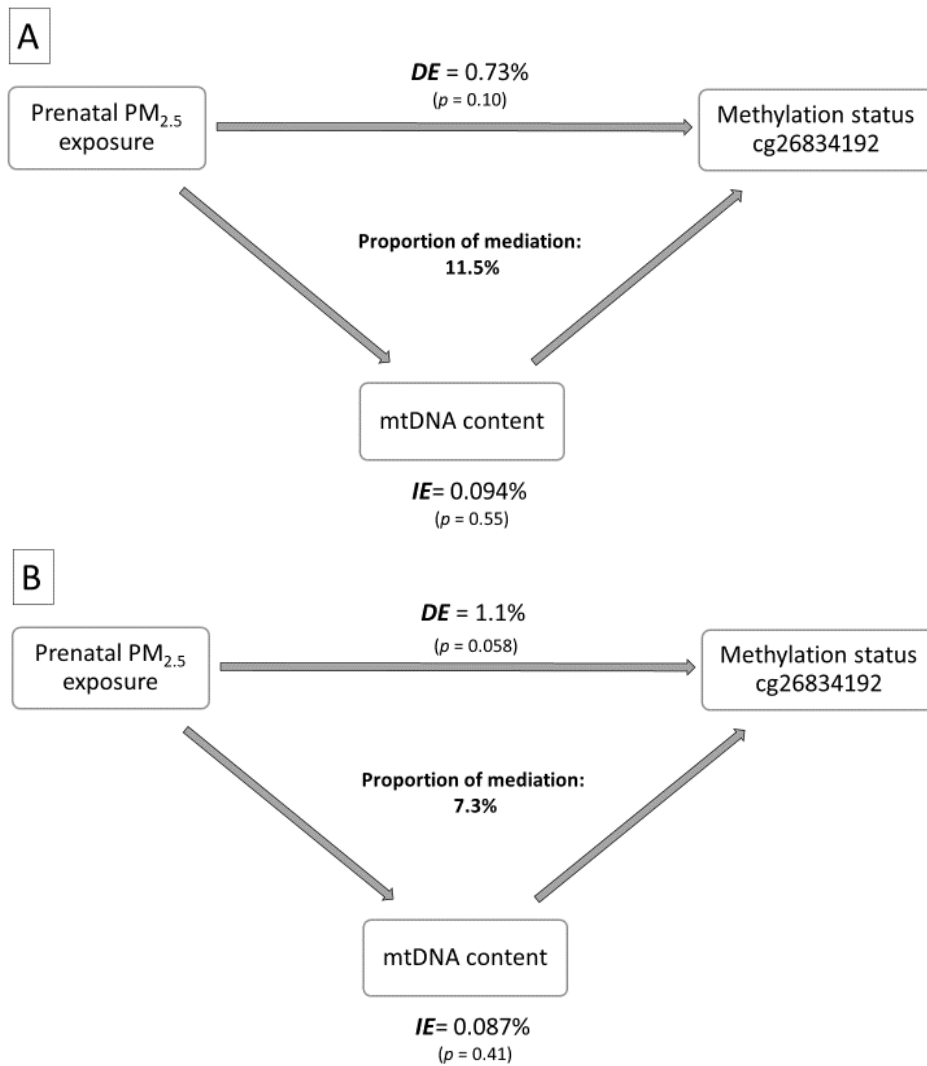 A
DE = 0.73%
(p = 0.10)
Prenatal PM₂.₅
exposure
Methylation status
cg26834192
Proportion of mediation:
11.5%
mtDNA content
IE= 0.094%
(p = 0.55)
B
DE = 1.1%
(p = 0.058)
Prenatal PM₂.₅
exposure
Methylation status
cg26834192
Proportion of mediation:
7.3%
mtDNA content
IE= 0.087%
(p = 0.41)